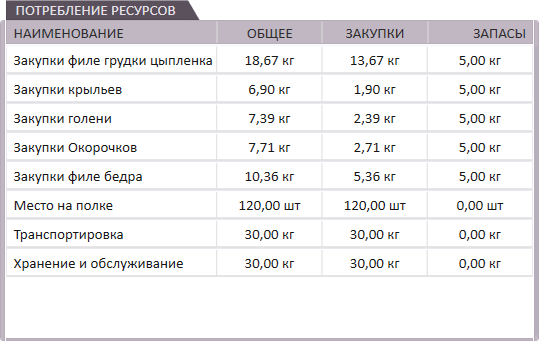 ПОТРЕБЛЕНИЕ РЕСУРСОВ
НАИМЕНОВАНИЕ ОБЩЕЕ ЗАКУПКИ ЗАПАСЫ
Закупки филе грудки цыпленка 18,67 кг 13,67 кг 5,00 кг
Закупки крыльев 6,90 кг 1,90 кг 5,00 кг
Закупки голени 7,39 кг 2,39 кг 5,00 кг
Закупки Окорочков 7,71 кг 2,71 кг 5,00 кг
Закупки филе бедра 10,36 кг 5,36 кг 5,00 кг
Место на полке 120,00 шт 120,00 шт 0,00 шт
Транспортировка 30,00 кг 30,00 кг 0,00 кг
Хранение и обслуживание 30,00 кг 30,00 кг 0,00 кг